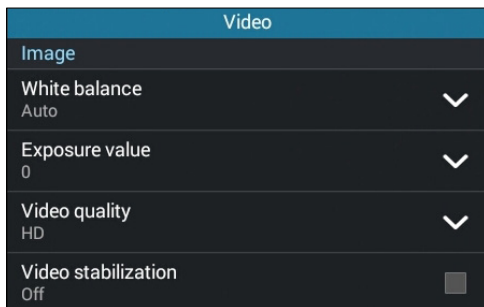 Video
Image
White balance
Auto
Exposure value
0
Video quality
HD
Video stabilization
Off